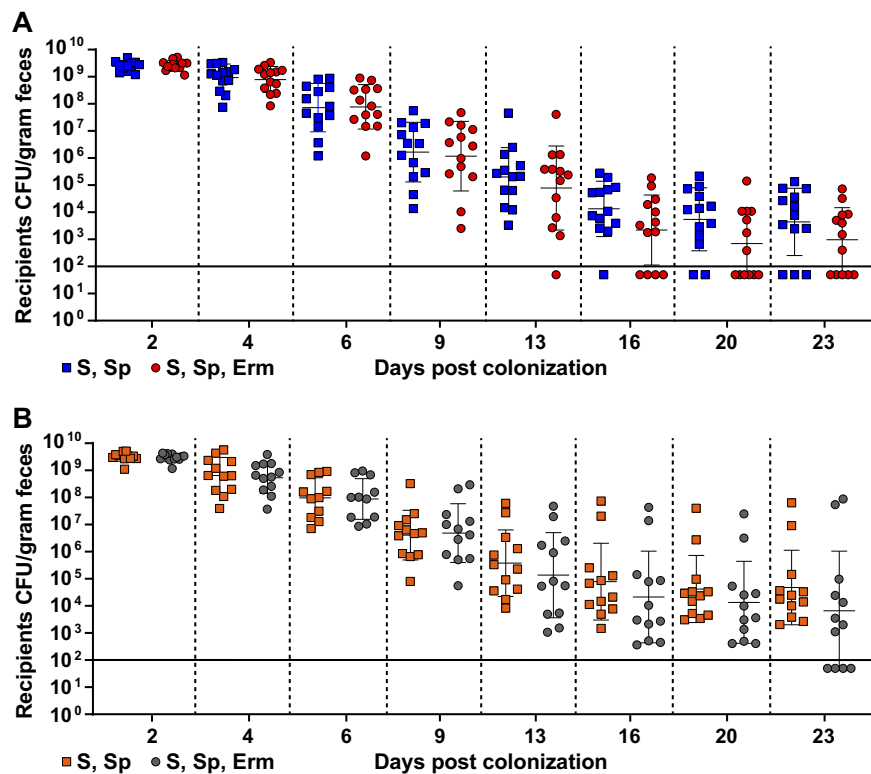 A
Recipients CFU/gram feces
10^10
10^9
10^8
10^7
10^6
10^5
10^4
10^3
10^2
10^1
10^0
2 4 6 9 13 16 20 23
S, Sp S, Sp, Erm Days post colonization
B
Recipients CFU/gram feces
10^10
10^9
10^8
10^7
10^6
10^5
10^4
10^3
10^2
10^1
10^0
2 4 6 9 13 16 20 23
S, Sp S, Sp, Erm Days post colonization